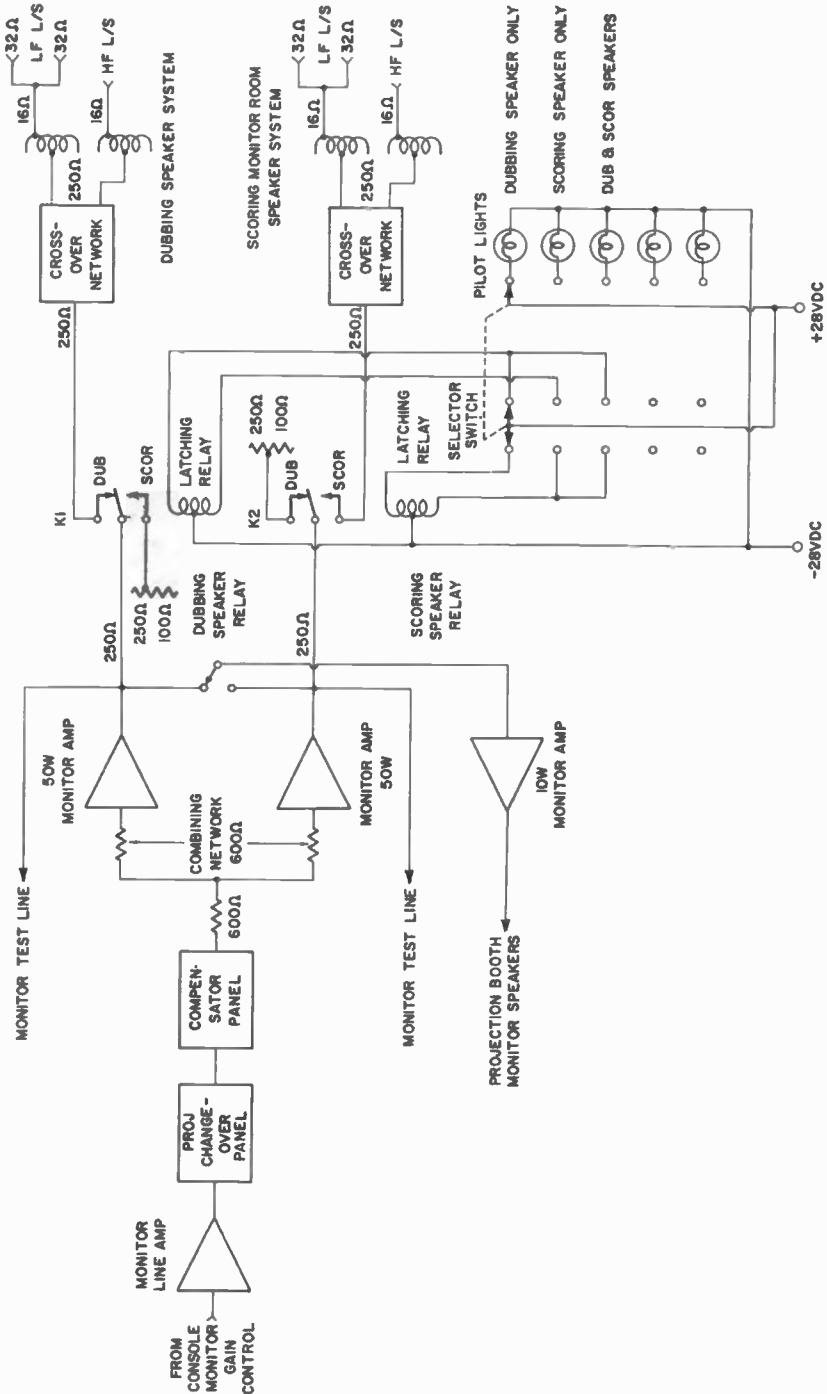 FROM
CONSOLE
MONITOR
GAIN
CONTROL
MONITOR
LINE AMP
PROJ
CHANGE-
OVER
PANEL
COMPEN-
SATOR
PANEL
600Ω
COMBINING
NETWORK
600Ω
MONITOR TEST LINE
50W
MONITOR AMP
MONITOR AMP
50W
MONITOR TEST LINE
PROJECTION BOOTH
MONITOR SPEAKERS
10W
MONITOR AMP
250Ω
250Ω
100Ω
K1
DUB
SCOR
DUBBING
SPEAKER
RELAY
LATCHING
RELAY
250Ω
K2
DUB
SCOR
250Ω
100Ω
SCORING
SPEAKER
RELAY
LATCHING
RELAY
SELECTOR
SWITCH
-28VDC
+28VDC
PILOT LIGHTS
DUBBING SPEAKER ONLY
SCORING SPEAKER ONLY
DUB & SCOR SPEAKERS
250Ω
CROSS-
OVER
NETWORK
250Ω
16Ω
32Ω
LF L/S
32Ω
16Ω
HF L/S
DUBBING SPEAKER SYSTEM
250Ω
CROSS-
OVER
NETWORK
250Ω
16Ω
32Ω
LF L/S
32Ω
16Ω
HF L/S
SCORING MONITOR ROOM
SPEAKER SYSTEM